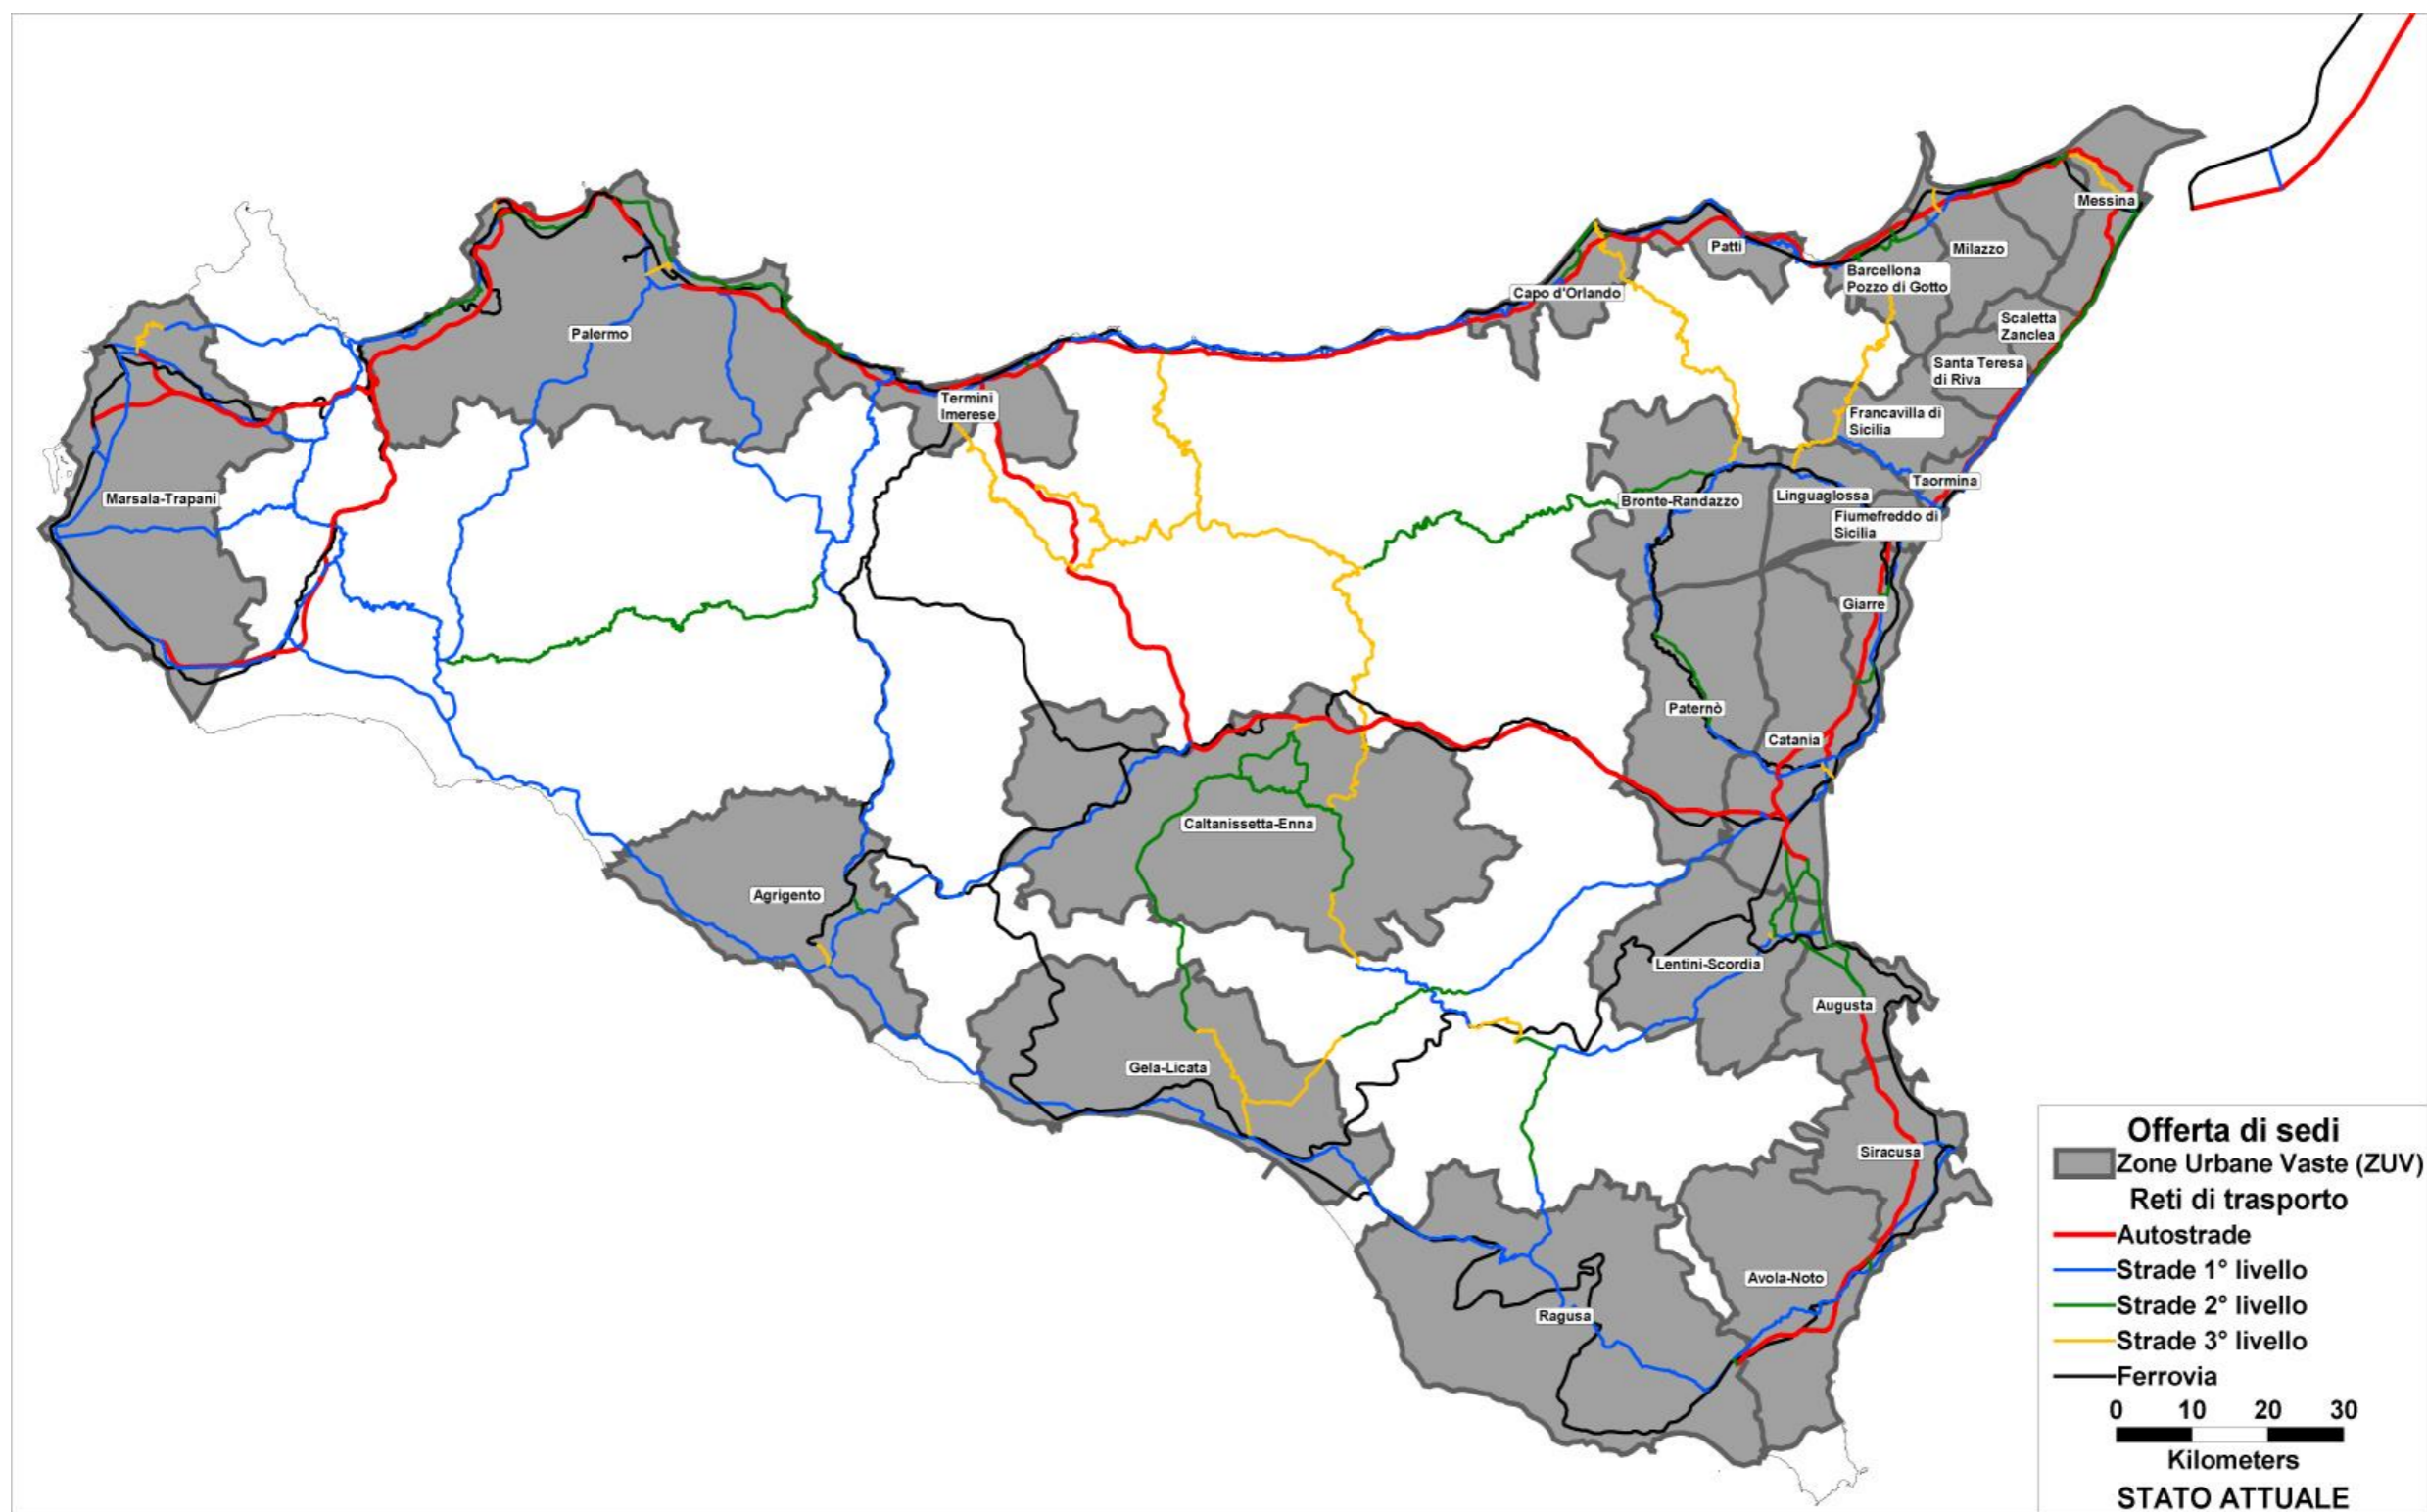 Messina
Patti
Milazzo
Barcellona
Pozzo di Gotto
Capo d'Orlando
Scaletta
Zanclea
Palermo
Santa Teresa
di Riva
Termini
Imerese
Francavilla di
Sicilia
Taormina
Marsala-Trapani
Bronte-Randazzo
Linguaglossa
Fiumefreddo di
Sicilia
Giarre
Paternò
Catania
Caltanissetta-Enna
Agrigento
Lentini-Scordia
Augusta
Gela-Licata
Siracusa
Avola-Noto
Ragusa
Offerta di sedi
Zone Urbane Vaste (ZUV)
Reti di trasporto
Autostrade
Strade 1° livello
Strade 2° livello
Strade 3° livello
Ferrovia
0 10 20 30
Kilometers
STATO ATTUALE